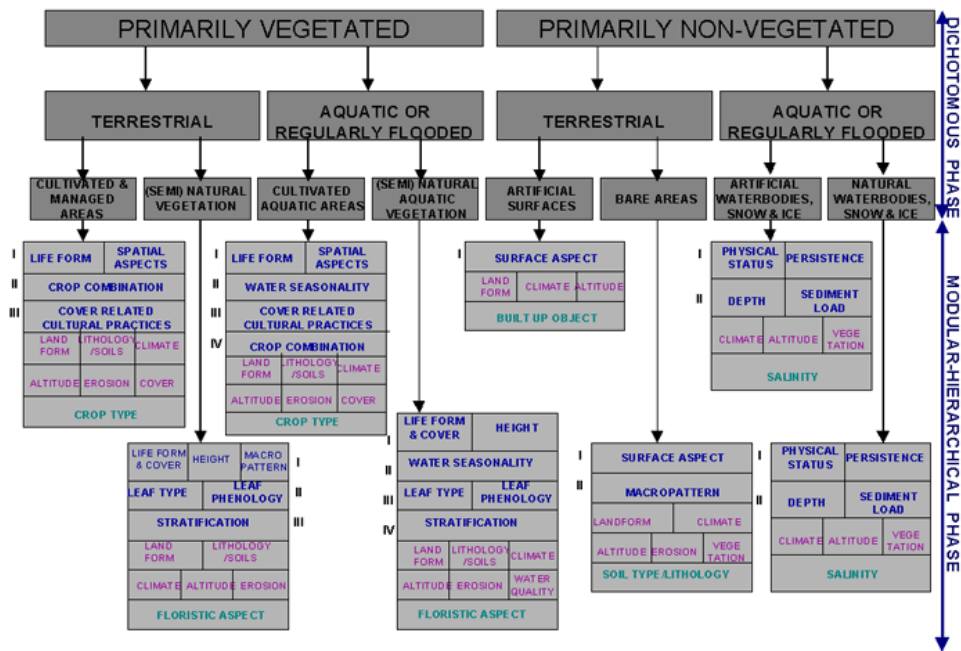 PRIMARILY VEGETATED
PRIMARILY NON-VEGETATED
DICHOTOMOUS PHASE
TERRESTRIAL
AQUATIC OR
REGULARLY FLOODED
TERRESTRIAL
AQUATIC OR
REGULARLY FLOODED
CULTIVATED &
MANAGED
AREAS
(SEMI) NATURAL
VEGETATION
CULTIVATED
AQUATIC AREAS
(SEMI) NATURAL
AQUATIC
VEGETATION
ARTIFICIAL
SURFACES
BARE AREAS
ARTIFICIAL
WATERBODIES,
SNOW & ICE
NATURAL
WATERBODIES,
SNOW & ICE
MODULAR-HIERARCHICAL PHASE
I
LIFE FORM
SPATIAL
ASPECTS
II
CROP COMBINATION
III
COVER RELATED
CULTURAL PRACTICES
LAND
FORM
LITHOLOGY
/SOILS
CLIMATE
ALTITUDE
EROSION
COVER
CROP TYPE
I
LIFE FORM
SPATIAL
ASPECTS
II
WATER SEASONALITY
III
COVER RELATED
CULTURAL PRACTICES
IV
CROP COMBINATION
LAND
FORM
LITHOLOGY
/SOILS
CLIMATE
ALTITUDE
EROSION
COVER
CROP TYPE
I
SURFACE ASPECT
LAND
FORM
CLIMATE
ALTITUDE
BUILT UP OBJECT
I
PHYSICAL
STATUS
PERSISTENCE
II
DEPTH
SEDIMENT
LOAD
CLIMATE
ALTITUDE
VEGE
TATION
SALINITY
LIFE FORM
& COVER
HEIGHT
MACRO
PATTERN
I
LEAF TYPE
LEAF
PHENOLOGY
II
STRATIFICATION
III
LAND
FORM
LITHOLOGY
/SOILS
CLIMATE
ALTITUDE
EROSION
FLORISTIC ASPECT
I
LIFE FORM
& COVER
HEIGHT
II
WATER SEASONALITY
III
LEAF TYPE
LEAF
PHENOLOGY
IV
STRATIFICATION
LAND
FORM
LITHOLOGY
/SOILS
CLIMATE
ALTITUDE
EROSION
WATER
QUALITY
FLORISTIC ASPECT
I
SURFACE ASPECT
II
MACROPATTERN
LANDFORM
CLIMATE
ALTITUDE
EROSION
VEGE
TATION
SOIL TYPE/LITHOLOGY
I
PHYSICAL
STATUS
PERSISTENCE
II
DEPTH
SEDIMENT
LOAD
CLIMATE
ALTITUDE
VEGE
TATION
SALINITY